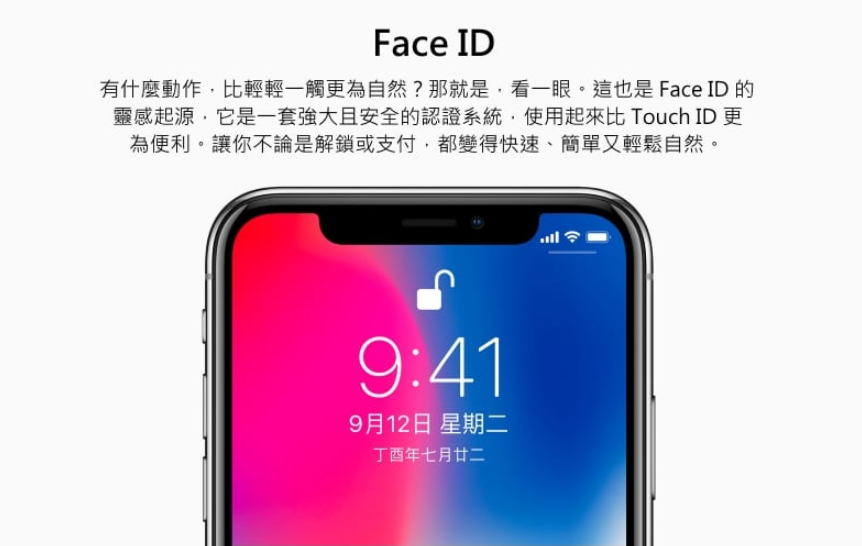 Face ID
有什麼動作，比輕輕一觸更為自然？那就是，看一眼。這也是 Face ID 的
靈感起源，它是一套強大且安全的認證系統，使用起來比 Touch ID 更
為便利。讓你不論是解鎖或支付，都變得快速、簡單又輕鬆自然。
9:41
9月12日 星期二
丁酉年七月廿二